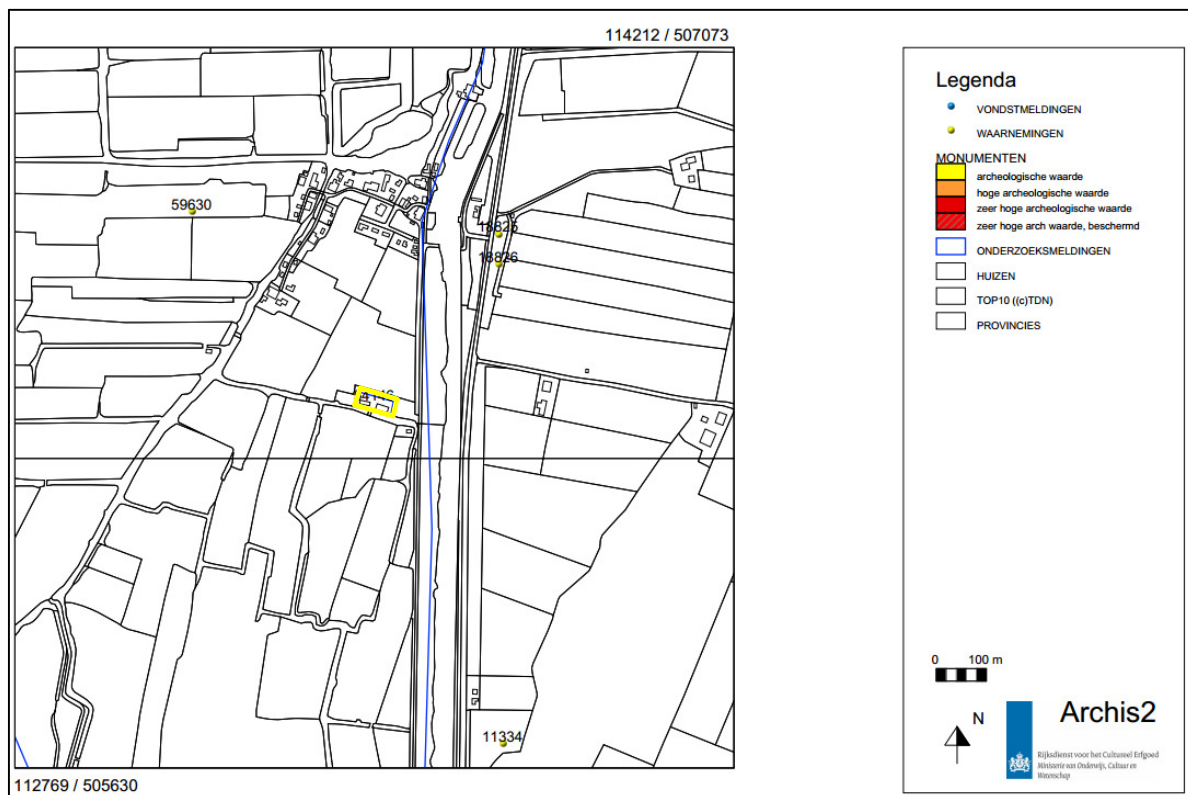 114212 / 507073
59630
18826
11334
112769 / 505630
Legenda
VONDSTMELDINGEN
WAARNEMINGEN
MONUMENTEN
archeologische waarde
hoge archeologische waarde
zeer hoge archeologische waarde
zeer hoge arch waarde, beschermd
ONDERZOEKSMELDINGEN
HUIZEN
TOP10 ((c)TDN)
PROVINCIES
0 100 m
N
Archis2
Rijksdienst voor het Cultureel Erfgoed
Ministerie van Onderwijs, Cultuur en
Wetenschap